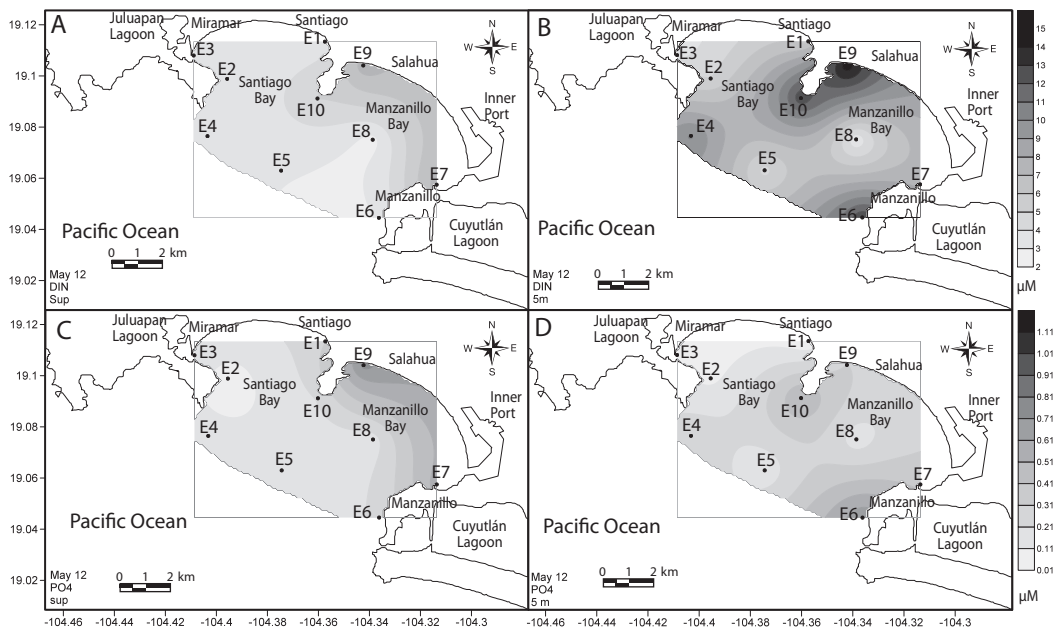 A
Juluapan
Lagoon
Miramar
Santiago
E1
E3
E2
E9
Salahua
Santiago
Bay
E10
Manzanillo
Bay
Inner
Port
E4
E8
E5
E7
Manzanillo
E6
Pacific Ocean
Cuyutlán
Lagoon
0 1 2 km
May 12
DIN
Sup
N
W E
S
B
Juluapan
Lagoon
Miramar
Santiago
E1
E3
E2
E9
Salahua
Santiago
Bay
E10
Manzanillo
Bay
Inner
Port
E4
E8
E5
E7
Manzanillo
E6
Pacific Ocean
Cuyutlán
Lagoon
0 1 2 km
May 12
DIN
5m
N
W E
S
15
14
13
12
11
10
9
8
7
6
5
4
3
2
µM
C
Juluapan
Lagoon
Miramar
Santiago
E1
E3
E2
E9
Salahua
Santiago
Bay
E10
Manzanillo
Bay
Inner
Port
E4
E8
E5
E7
Manzanillo
E6
Pacific Ocean
Cuyutlán
Lagoon
0 1 2 km
May 12
PO4
sup
N
W E
S
D
Juluapan
Lagoon
Miramar
Santiago
E1
E3
E2
E9
Salahua
Santiago
Bay
E10
Manzanillo
Bay
Inner
Port
E4
E8
E5
E7
Manzanillo
E6
Pacific Ocean
Cuyutlán
Lagoon
0 1 2 km
May 12
PO4
5 m
N
W E
S
1.11
1.01
0.91
0.81
0.71
0.61
0.51
0.41
0.31
0.21
0.11
0.01
µM
19.12
19.1
19.08
19.06
19.04
19.02
19.12
19.1
19.08
19.06
19.04
19.02
-104.46 -104.44 -104.42 -104.4 -104.38 -104.36 -104.34 -104.32 -104.3
-104.46 -104.44 -104.42 -104.4 -104.38 -104.36 -104.34 -104.32 -104.3